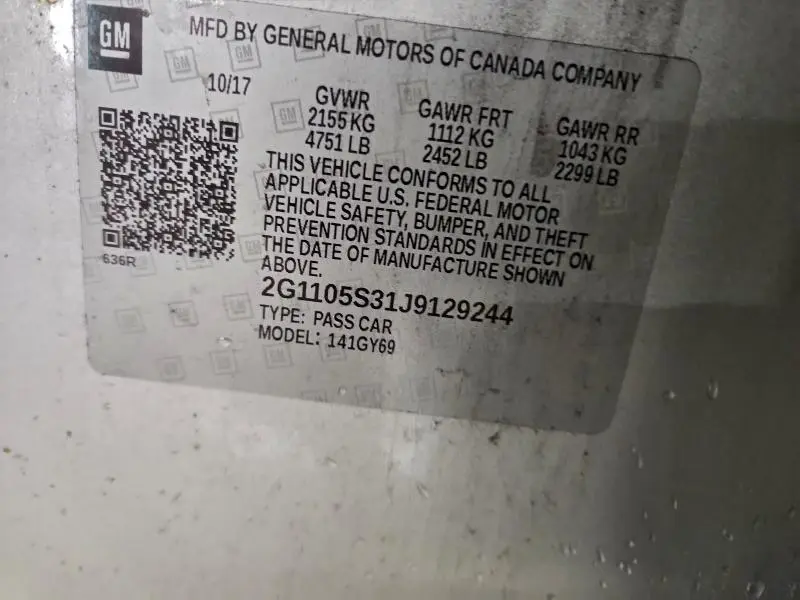 GM
MFD BY GENERAL MOTORS OF CANADA COMPANY
10/17
GVWR
2155 KG
4751 LB
GAWR FRT
1112 KG
2452 LB
GAWR RR
1043 KG
2299 LB
THIS VEHICLE CONFORMS TO ALL
APPLICABLE U.S. FEDERAL MOTOR
VEHICLE SAFETY, BUMPER, AND THEFT
PREVENTION STANDARDS IN EFFECT ON
THE DATE OF MANUFACTURE SHOWN
ABOVE.
636R
2G1105S31J9129244
TYPE: PASS CAR
MODEL: 141GY69